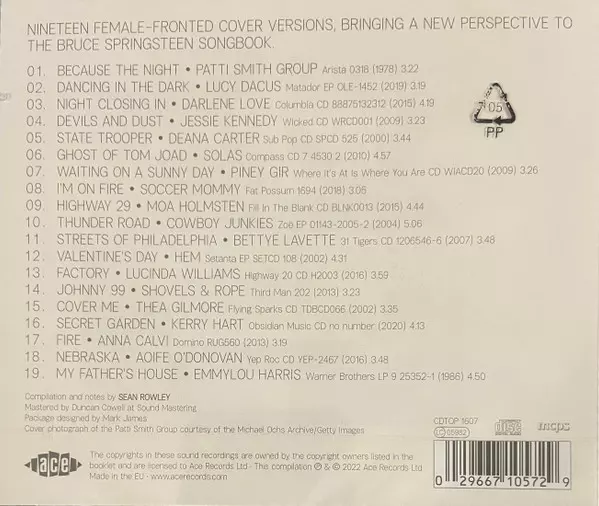 NINETEEN FEMALE-FRONTED COVER VERSIONS, BRINGING A NEW PERSPECTIVE TO
THE BRUCE SPRINGSTEEN SONGBOOK.
01. BECAUSE THE NIGHT • PATTI SMITH GROUP Arista 0318 (1978) 3.22
02. DANCING IN THE DARK • LUCY DACUS Matador EP OLE-1452 (2019) 3.19
03. NIGHT CLOSING IN • DARLENE LOVE Columbia CD 88875132312 (2015) 4.19
04. DEVILS AND DUST • JESSIE KENNEDY Wicked CD WRCD001 (2009) 3.23
05. STATE TROOPER • DEANA CARTER Sub Pop CD SPCD 525 (2000) 3.44
06. GHOST OF TOM JOAD • SOLAS Compass CD 7 4530 2 (2010) 4.57
07. WAITING ON A SUNNY DAY • PINEY GIR Where It's At Is Where You Are CD WIACD20 (2009) 3.26
08. I'M ON FIRE • SOCCER MOMMY Fat Possum 1694 (2018) 3.06
09. HIGHWAY 29 • MOA HOLMSTEN Fill In The Blank CD BLNK0013 (2015) 4.44
10. THUNDER ROAD • COWBOY JUNKIES Zoë EP 01143-2005-2 (2004) 5.06
11. STREETS OF PHILADELPHIA • BETTYE LAVETTE 31 Tigers CD 1206546-6 (2007) 3.48
12. VALENTINE'S DAY • HEM Setanta EP SETCD 108 (2002) 4.31
13. FACTORY • LUCINDA WILLIAMS Highway 20 CD H2003 (2016) 3.59
14. JOHNNY 99 • SHOVELS & ROPE Third Man 202 (2013) 3.23
15. COVER ME • THEA GILMORE Flying Sparks CD TDBCD066 (2002) 3.35
16. SECRET GARDEN • KERRY HART Obsidian Music CD no number (2020) 4.13
17. FIRE • ANNA CALVI Domino RUG560 (2013) 3.19
18. NEBRASKA • AOIFE O'DONOVAN Yep Roc CD YEP-2467 (2016) 3.48
19. MY FATHER'S HOUSE • EMMYLOU HARRIS Warner Brothers LP 9 25352-1 (1986) 4.50
05
PP
Compilation and notes by SEAN ROWLEY
Mastered by Duncan Cowell at Sound Mastering
Package designed by Mark James
Cover photograph of the Patti Smith Group courtesy of the Michael Ochs Archive/Getty Images
CDTOP 1607
LC 05982
COMPACT disc DIGITAL AUDIO
mcps
ace
The copyrights in these sound recordings are owned by the copyright owners listed in the
booklet and are licensed to Ace Records Ltd • The compilation ℗ & © 2022 Ace Records Ltd
Made in the EU • www.acerecords.com
0 29667 10572 9